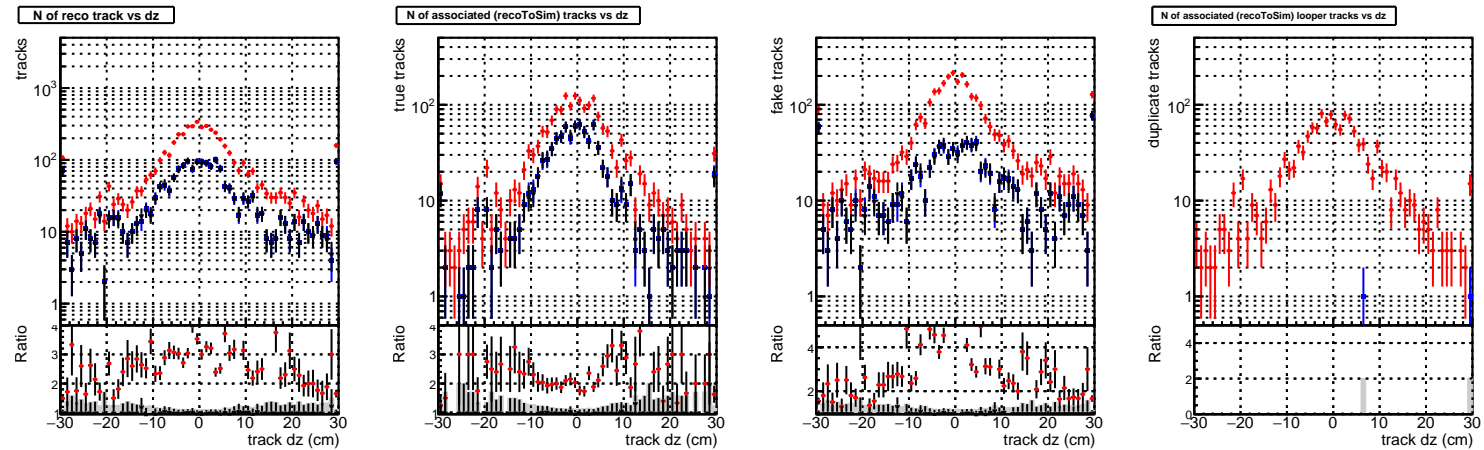 N of reco track vs dz
tracks
10³
10²
10
1
Ratio
4
3
2
1
−30 −20 −10 0 10 20 30
track dz (cm)
N of associated (recoToSim) tracks vs dz
true tracks
10²
10
1
Ratio
4
3
2
1
−30 −20 −10 0 10 20 30
track dz (cm)
fake tracks
10²
10
1
Ratio
4
2
−30 −20 −10 0 10 20 30
track dz (cm)
N of associated (recoToSim) looper tracks vs dz
duplicate tracks
10²
10
1
Ratio
4
2
0
−30 −20 −10 0 10 20 30
track dz (cm)